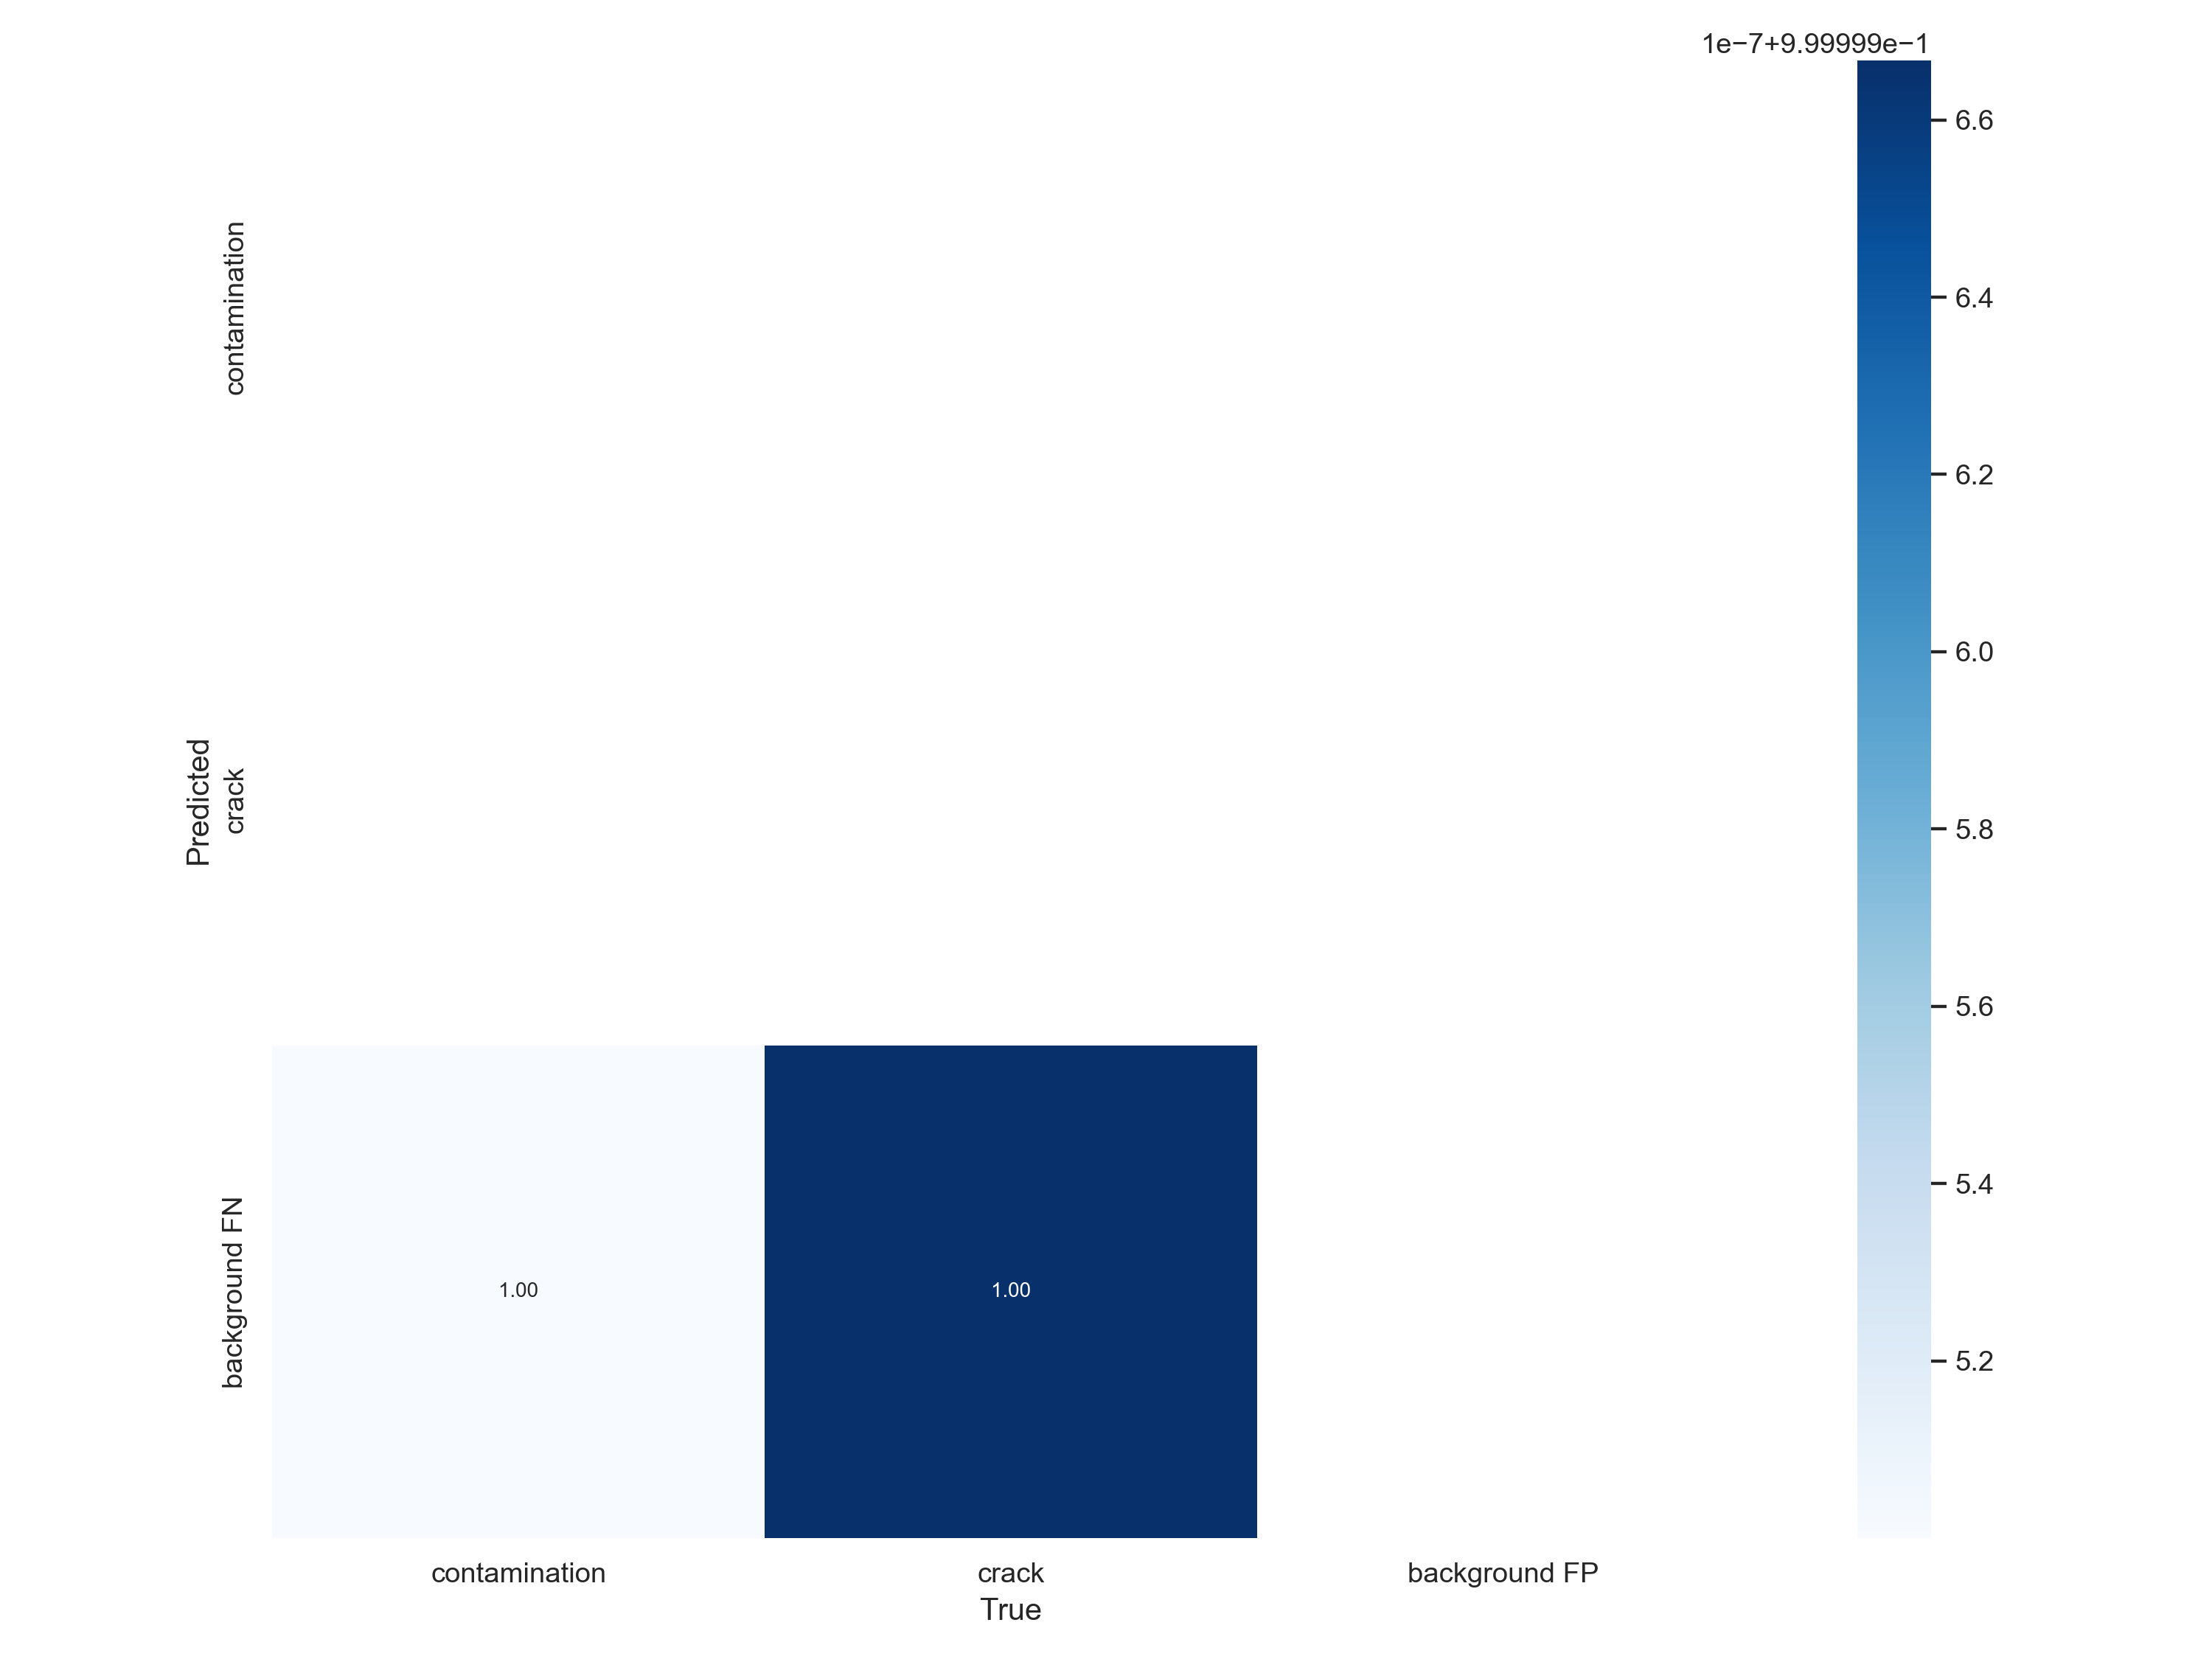 1e−7+9.99999e−1
6.6
6.4
6.2
6.0
5.8
5.6
5.4
5.2
contamination
Predicted
crack
background FN
1.00
1.00
contamination
crack
background FP
True